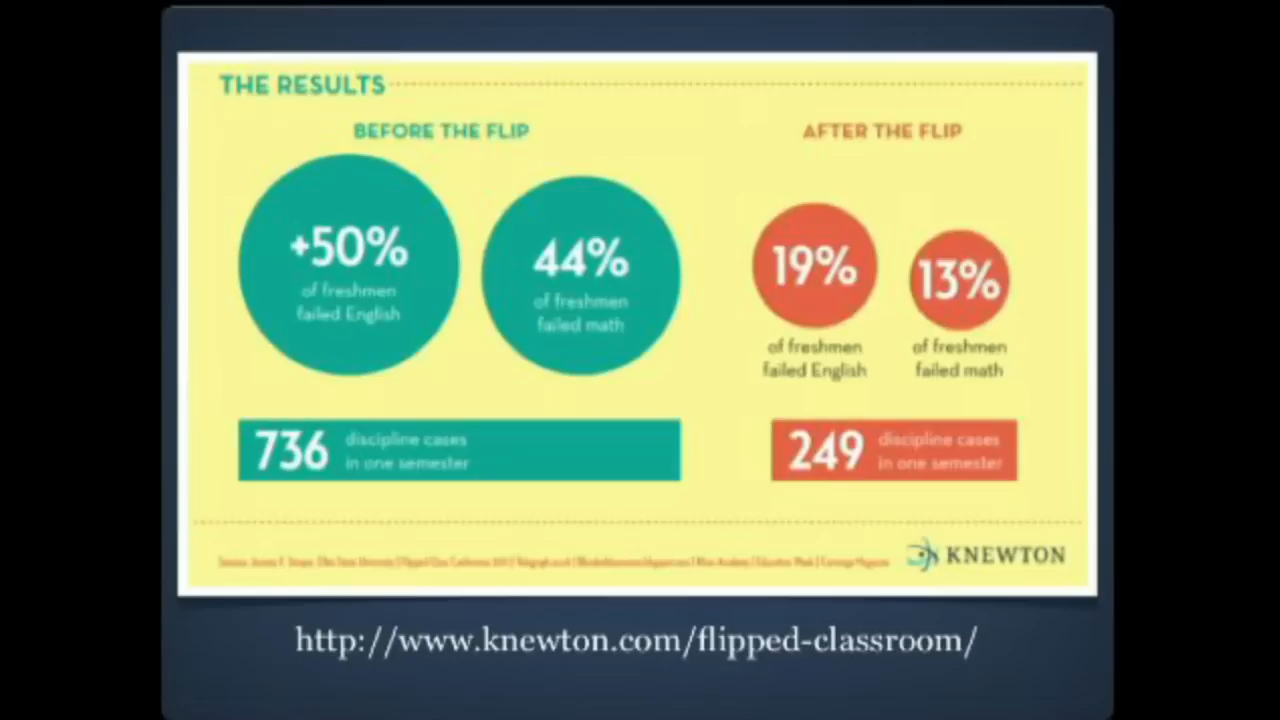 THE RESULTS
BEFORE THE FLIP
AFTER THE FLIP
+50%
of freshmen
failed English
44%
of freshmen
failed math
19%
of freshmen
failed English
13%
of freshmen
failed math
736
discipline cases
in one semester
249
discipline cases
in one semester
KNEWTON
http://www.knewton.com/flipped-classroom/